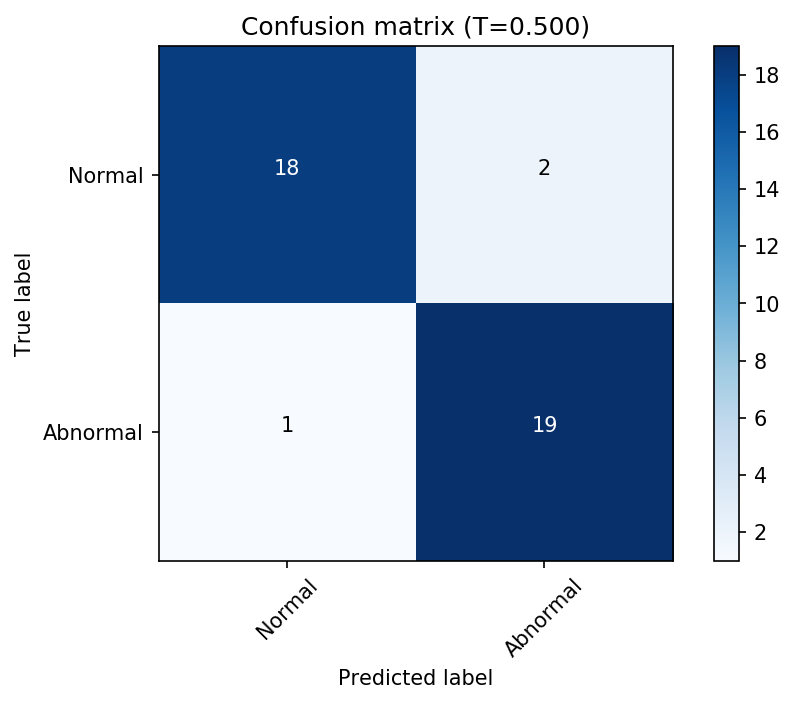 Confusion matrix (T=0.500)
True label
Normal
Abnormal
18
2
1
19
Normal
Abnormal
Predicted label
18
16
14
12
10
8
6
4
2